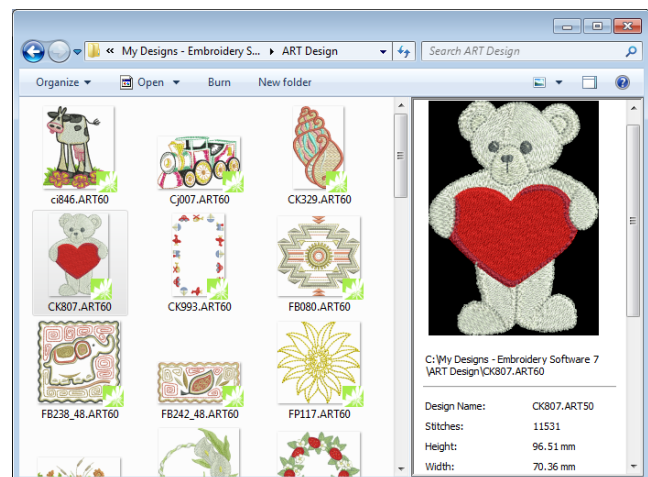 « My Designs - Embroidery S... ART Design
Search ART Design
Organize Open Burn New folder
ci846.ART60 Cj007.ART60 CK329.ART60
CK807.ART60 CK993.ART60 FB080.ART60
FB238_48.ART60 FB242_48.ART60 FP117.ART60
C:\My Designs - Embroidery Software 7
\ART Design\CK807.ART60
Design Name: CK807.ART50
Stitches: 11531
Height: 96.51 mm
Width: 70.36 mm